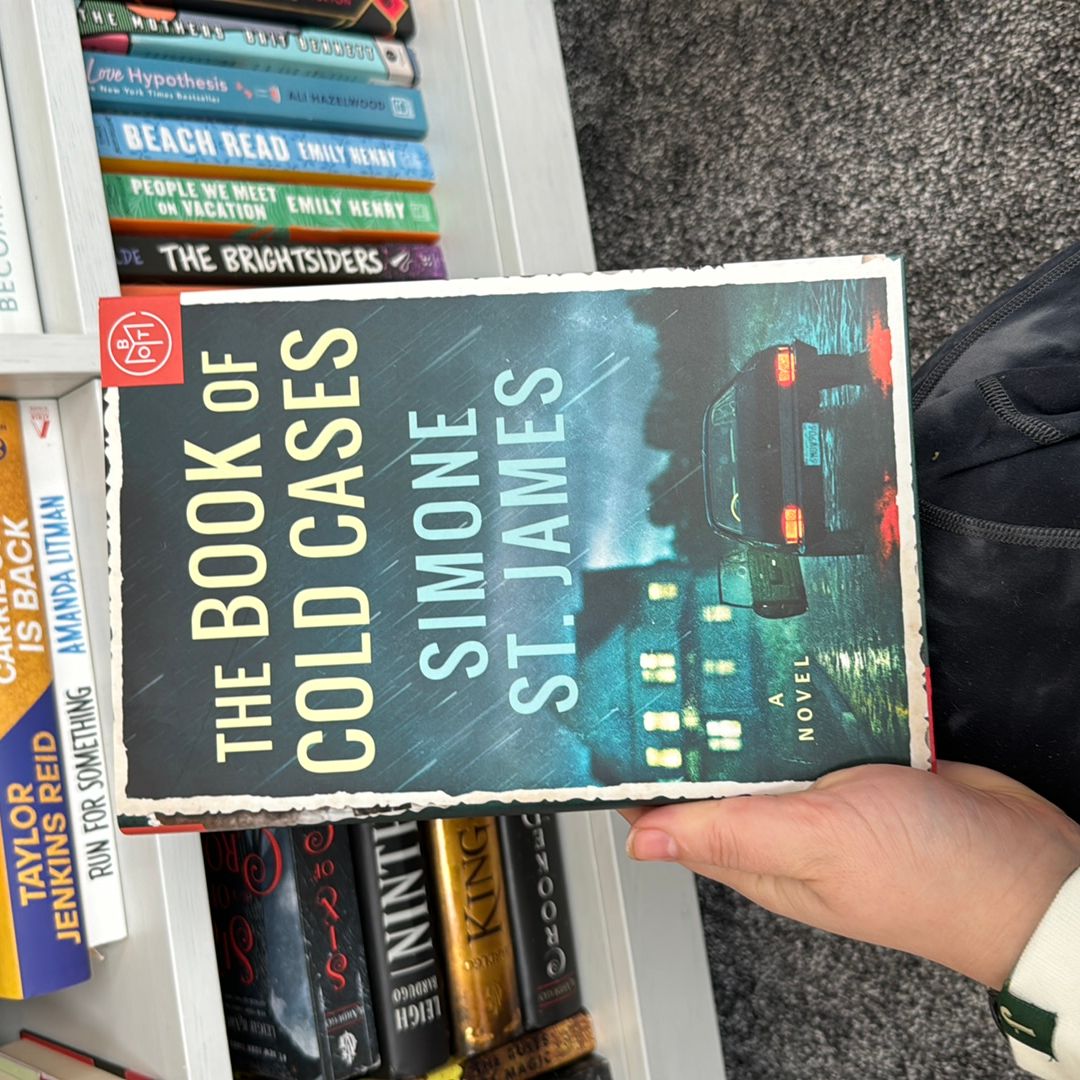 THE BOOK OF
COLD CASES
SIMONE
ST. JAMES
A
NOVEL
BOTM
THE MOTHERS BRIT BENNETT
Love Hypothesis
New York Times Bestseller
ALI HAZELWOOD
BEACH READ EMILY HENRY
PEOPLE WE MEET
ON VACATION
EMILY HENRY
THE BRIGHTSIDERS
IS BACK
TAYLOR
JENKINS REID
RUN FOR SOMETHING
AMANDA LITMAN
OF
NINTH
LEIGH
BARDUGO
KING
MAGIC